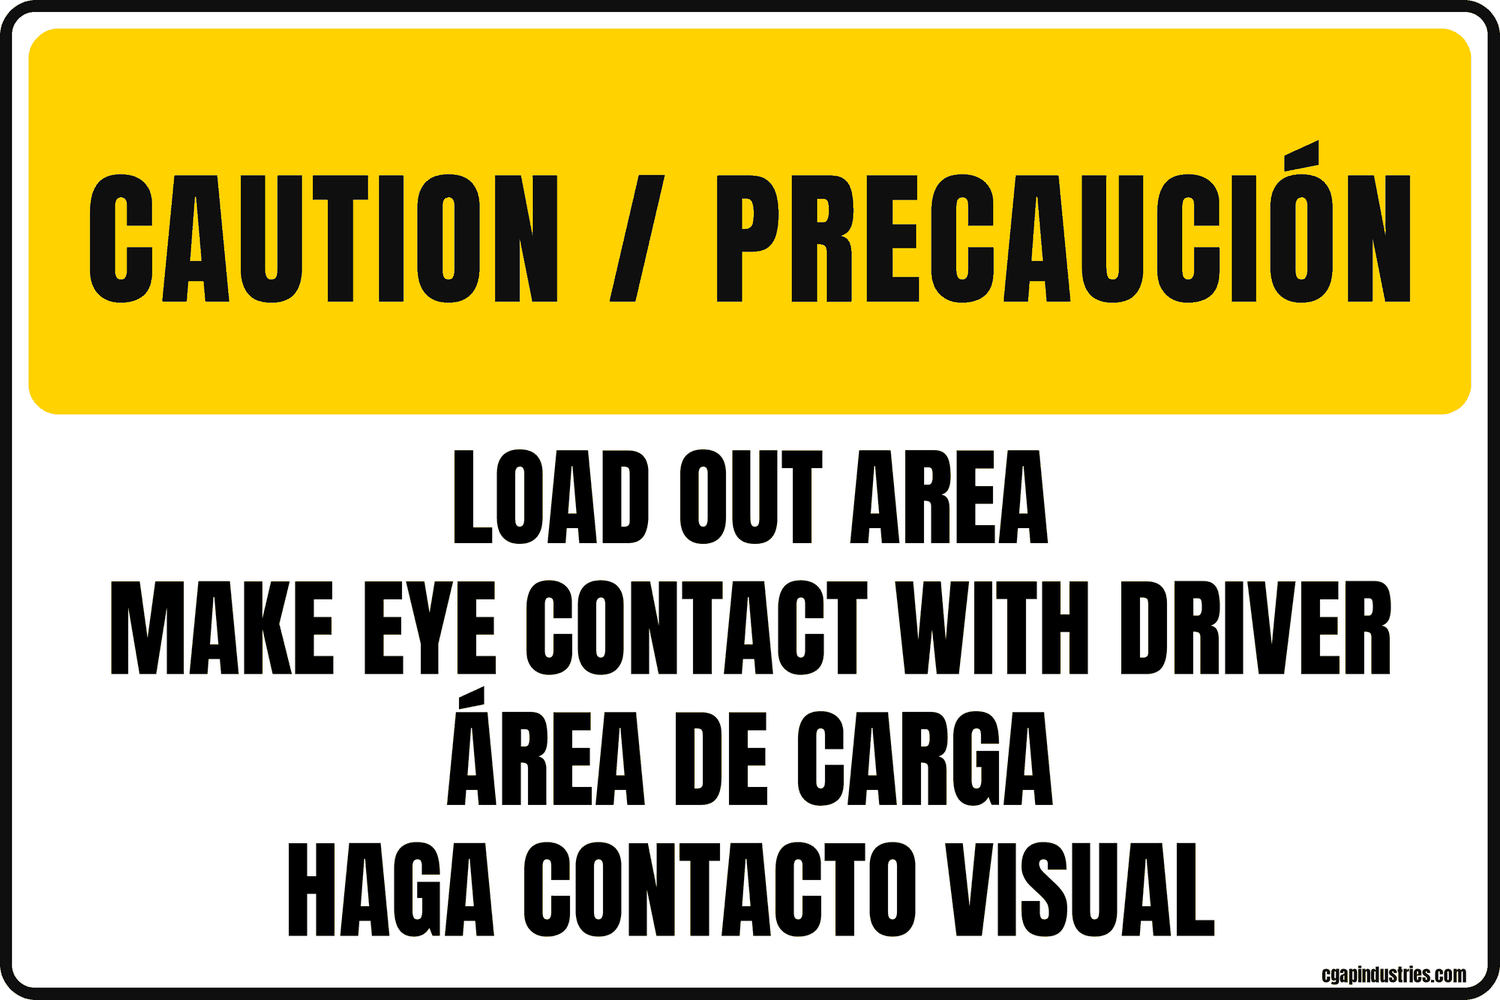 CAUTION / PRECAUCIÓN
LOAD OUT AREA
MAKE EYE CONTACT WITH DRIVER
ÁREA DE CARGA
HAGA CONTACTO VISUAL
cgapindustries.com